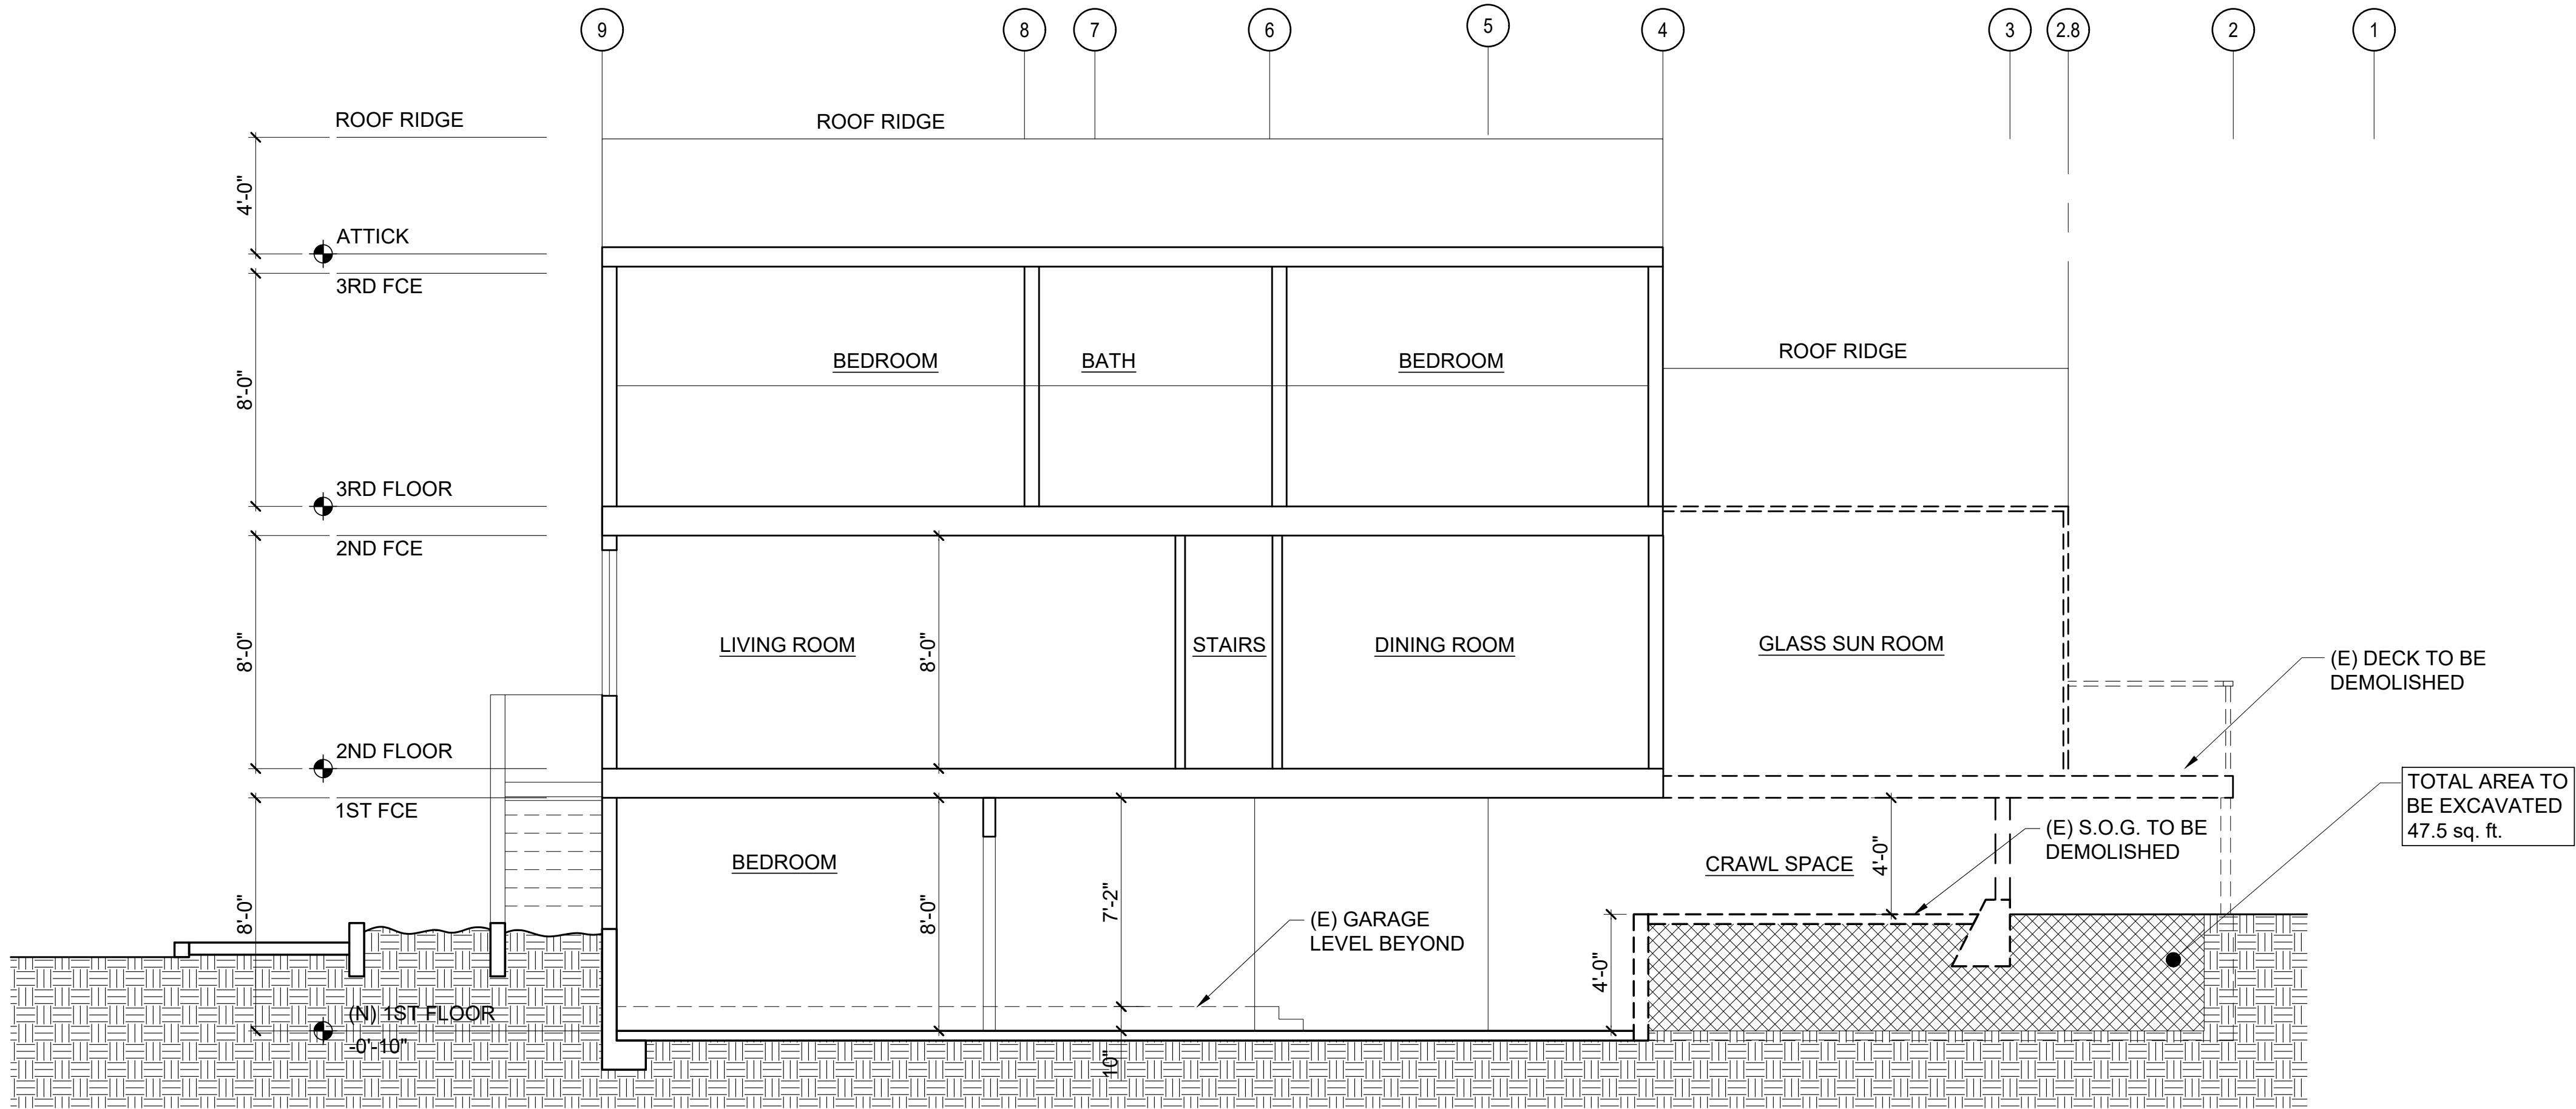 9
8
7
6
5
4
3
2.8
2
1
ROOF RIDGE
ROOF RIDGE
4'-0"
ATTICK
3RD FCE
8'-0"
BEDROOM
BATH
BEDROOM
ROOF RIDGE
3RD FLOOR
2ND FCE
8'-0"
LIVING ROOM
8'-0"
STAIRS
DINING ROOM
GLASS SUN ROOM
(E) DECK TO BE
DEMOLISHED
2ND FLOOR
1ST FCE
TOTAL AREA TO
BE EXCAVATED
47.5 sq. ft.
8'-0"
BEDROOM
8'-0"
7'-2"
(E) GARAGE
LEVEL BEYOND
CRAWL SPACE
4'-0"
(E) S.O.G. TO BE
DEMOLISHED
4'-0"
(N) 1ST FLOOR
-0'-10"
10"